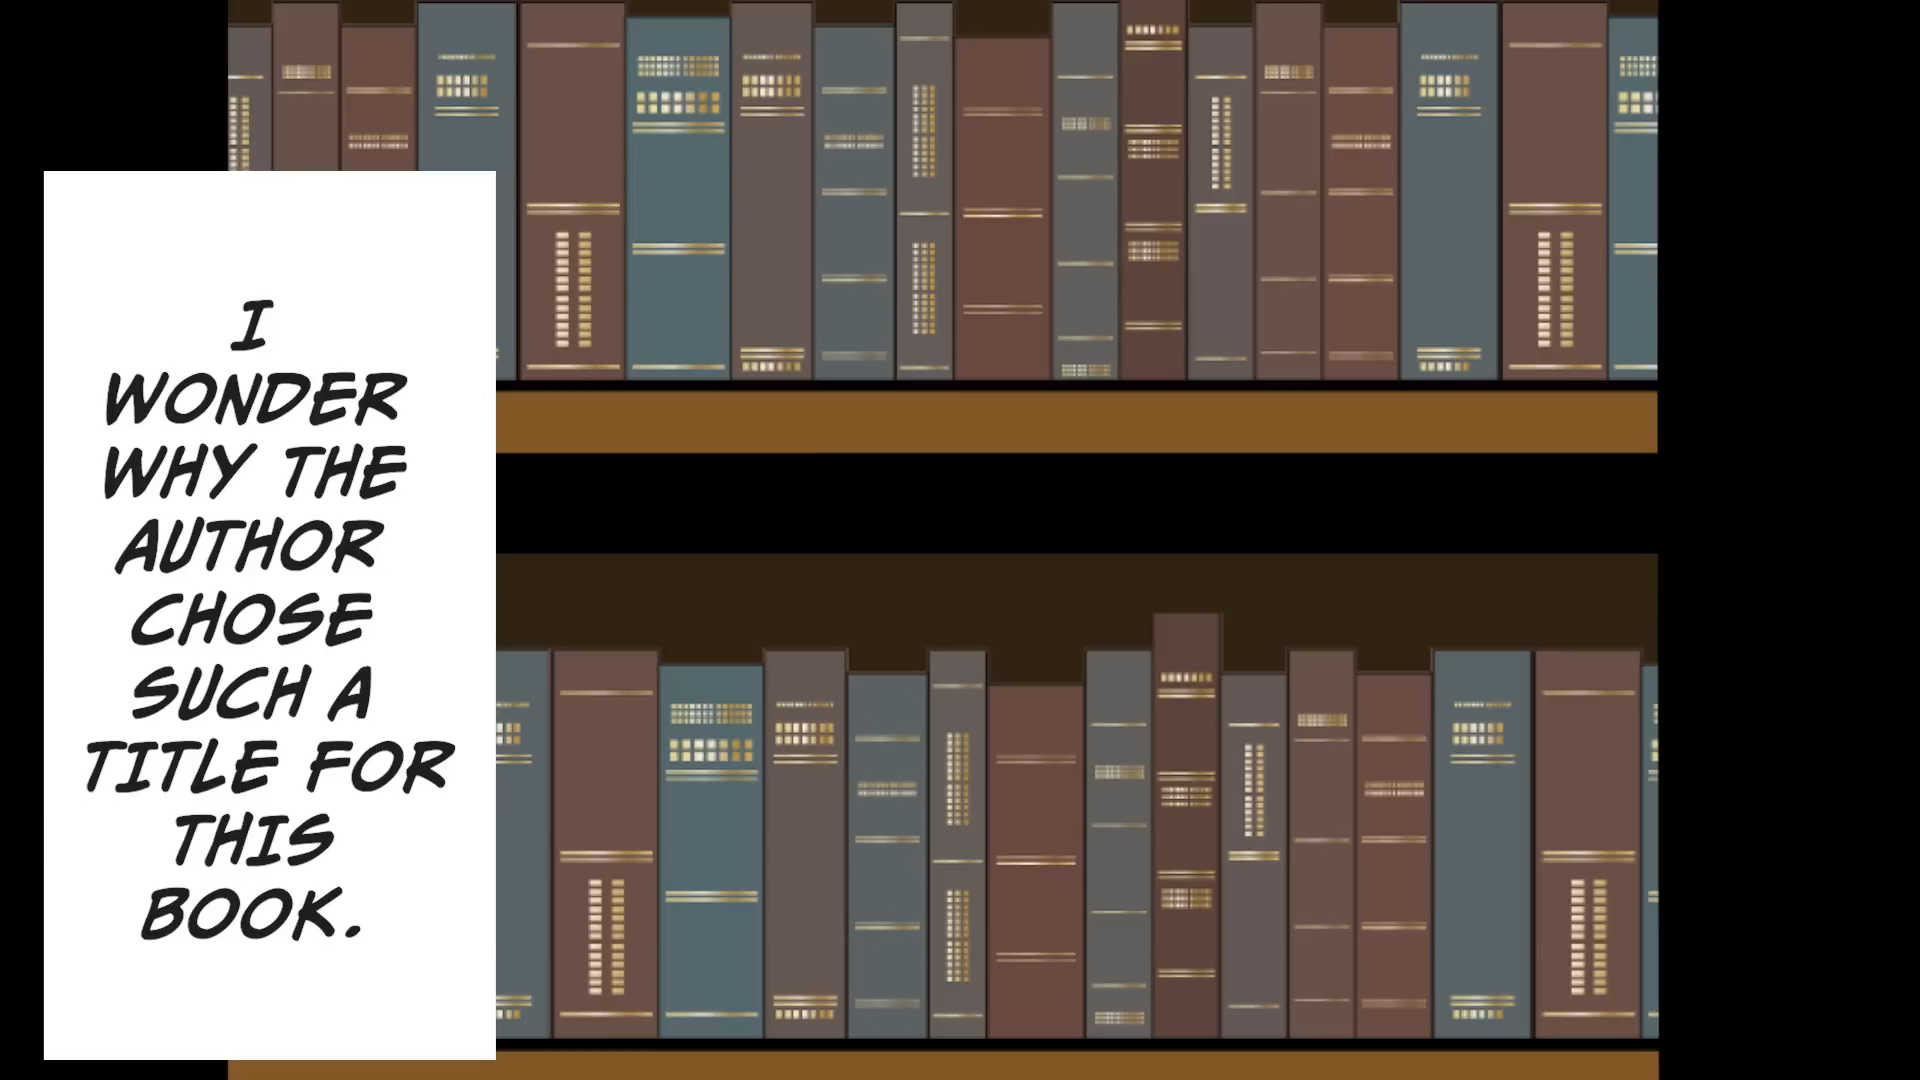 I
WONDER
WHY THE
AUTHOR
CHOSE
SUCH A
TITLE FOR
THIS
BOOK.